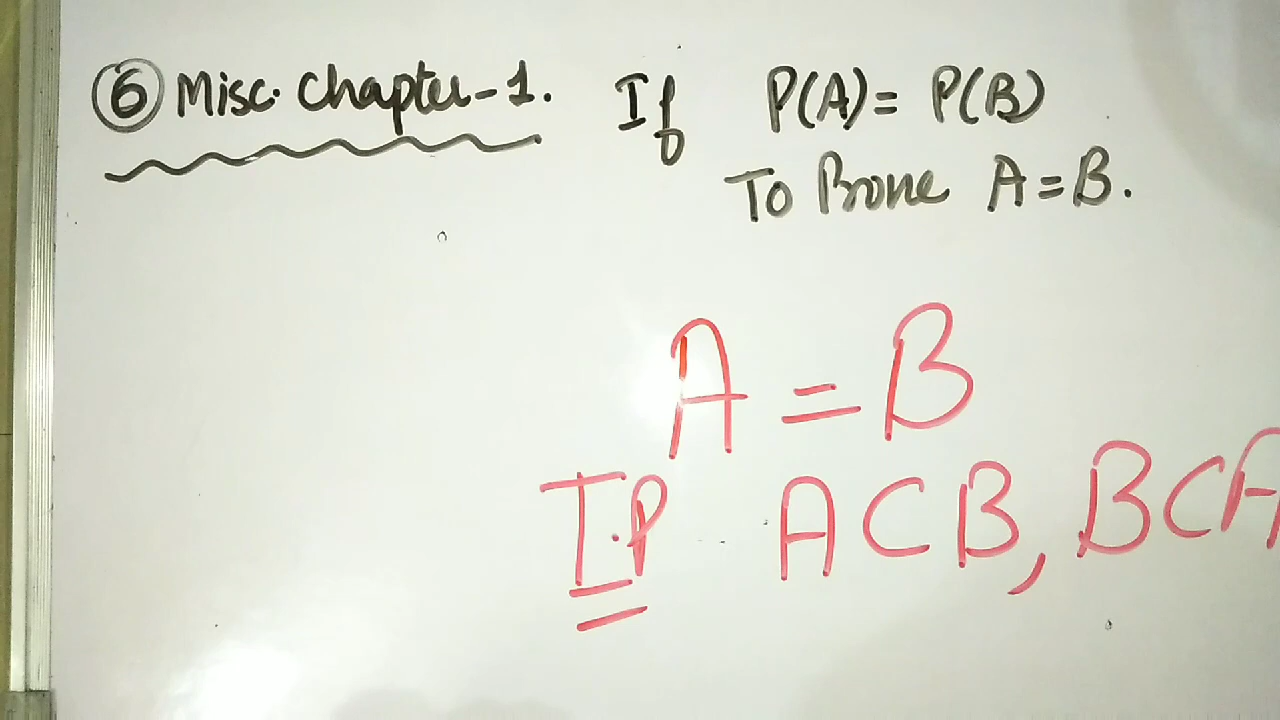 ⑥ Misc. Chapter-1. If P(A) = P(B)
To Prove A=B.
A = B
T.P A⊂B, B⊂A